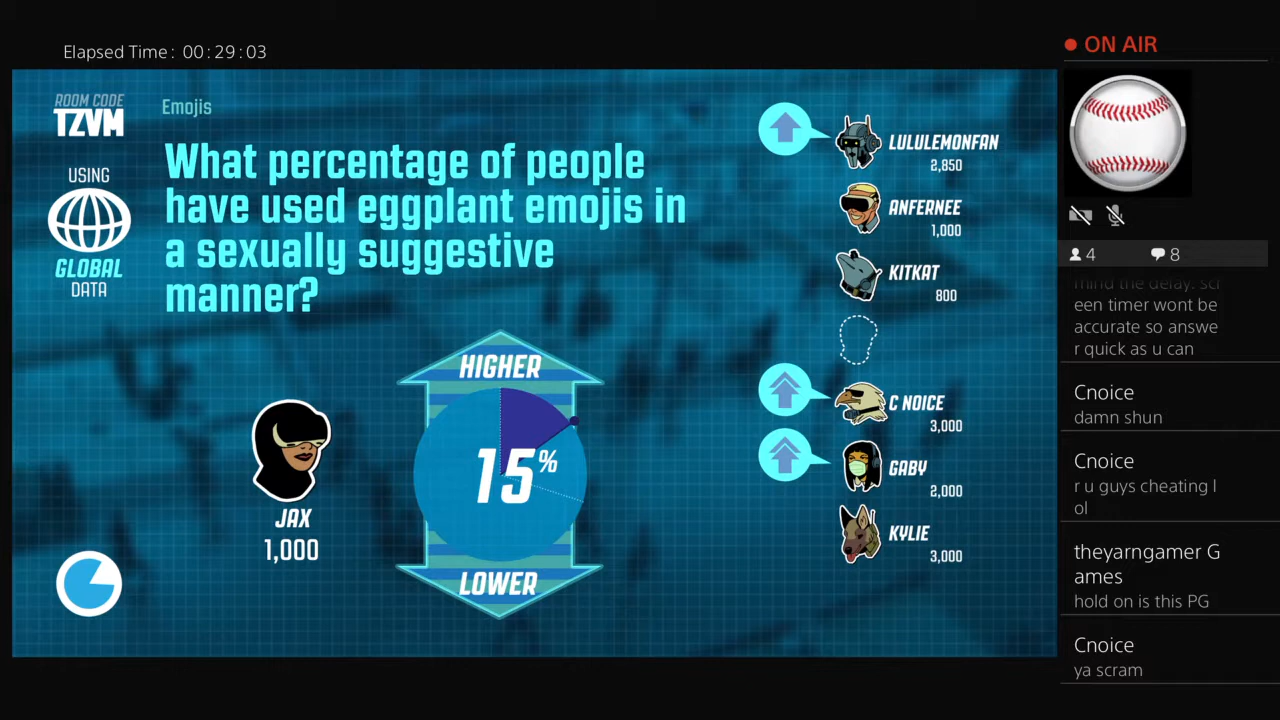 Elapsed Time: 00:29:03
ROOM CODE
TZVM
USING
GLOBAL
DATA
Emojis
What percentage of people
have used eggplant emojis in
a sexually suggestive
manner?
HIGHER
15%
LOWER
JAX
1,000
LULULEMONFAN
2,850
ANFERNEE
1,000
KITKAT
800
C NOICE
3,000
GABY
2,000
KYLIE
3,000
ON AIR
4
8
mind the delay. scr
een timer wont be
accurate so answe
r quick as u can
Cnoice
damn shun
Cnoice
r u guys cheating l
ol
theyarngamer G
ames
hold on is this PG
Cnoice
ya scram